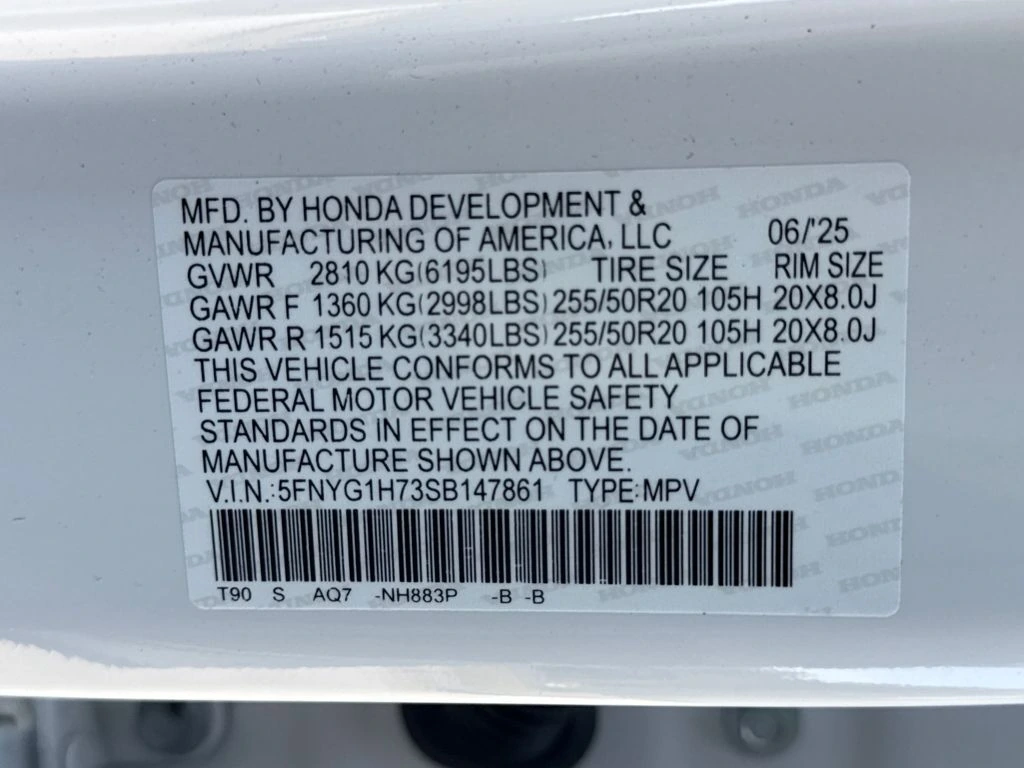 MFD. BY HONDA DEVELOPMENT &
MANUFACTURING OF AMERICA, LLC 06/'25
GVWR 2810 KG(6195LBS) TIRE SIZE RIM SIZE
GAWR F 1360 KG(2998LBS) 255/50R20 105H 20X8.0J
GAWR R 1515 KG(3340LBS) 255/50R20 105H 20X8.0J
THIS VEHICLE CONFORMS TO ALL APPLICABLE
FEDERAL MOTOR VEHICLE SAFETY
STANDARDS IN EFFECT ON THE DATE OF
MANUFACTURE SHOWN ABOVE.
V.I.N.:5FNYG1H73SB147861 TYPE:MPV
T90 S AQ7 -NH883P -B -B